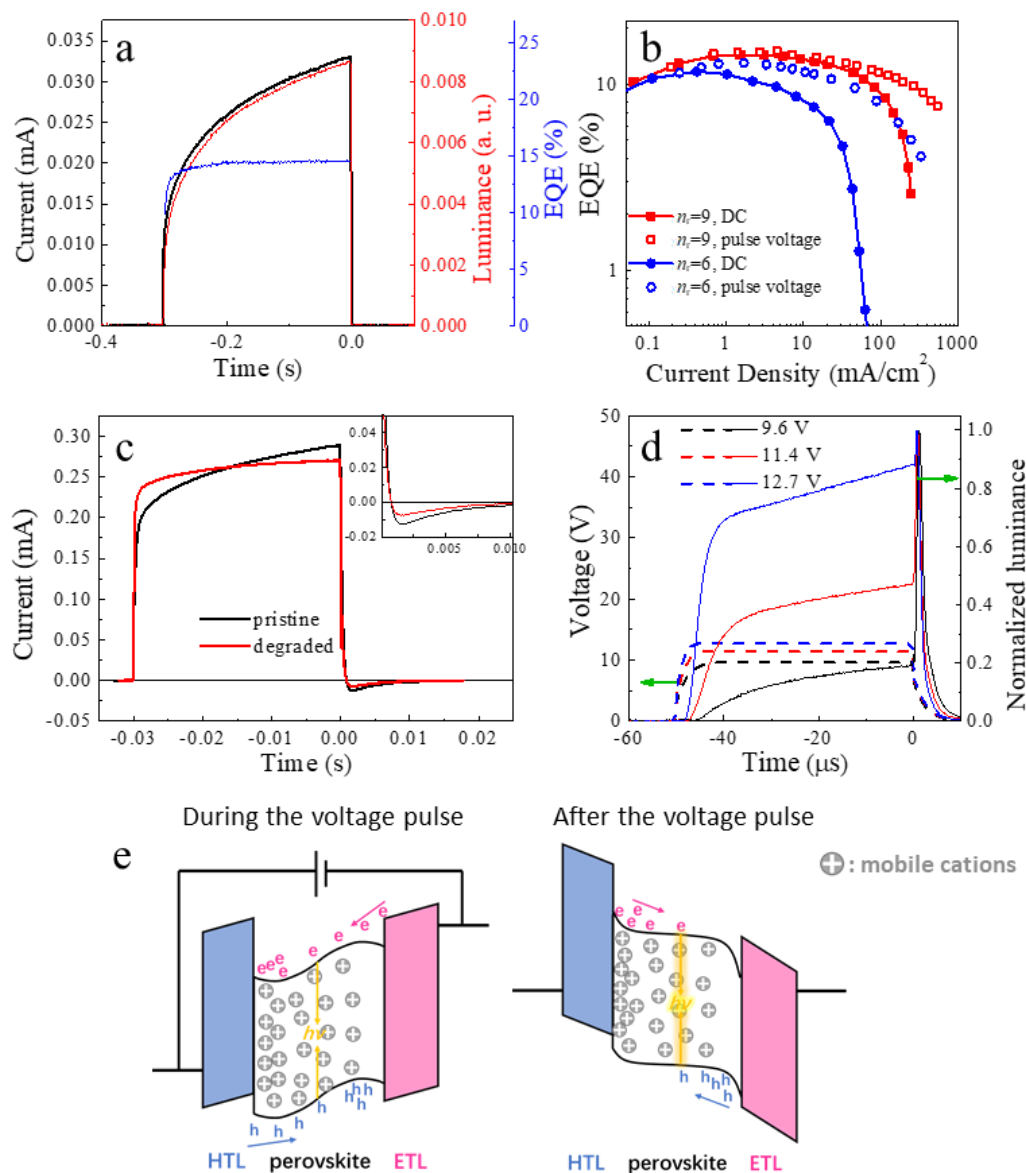 a
Current (mA)
0.035
0.030
0.025
0.020
0.015
0.010
0.005
0.000
-0.4
-0.2
0.0
Time (s)
0.010
0.008
0.006
0.004
0.002
0.000
Luminance (a. u.)
25
20
15
10
5
0
EQE (%)
b
EQE (%)
10
1
n_r=9, DC
n_r=9, pulse voltage
n_r=6, DC
n_r=6, pulse voltage
0.1
1
10
100
1000
Current Density (mA/cm²)
c
Current (mA)
0.30
0.25
0.20
0.15
0.10
0.05
0.00
-0.05
pristine
degraded
-0.03
-0.02
-0.01
0.00
0.01
0.02
Time (s)
0.04
0.02
0.00
-0.02
0.005
0.010
d
Voltage (V)
50
40
30
20
10
0
9.6 V
11.4 V
12.7 V
-60
-40
-20
0
Time (μs)
1.0
0.8
0.6
0.4
0.2
0.0
Normalized luminance
During the voltage pulse
After the voltage pulse
e
: mobile cations
e e e e e
e e e e
hν
h h h
h h h h h
HTL perovskite ETL
e e e e e e
hν
h h h h h
HTL perovskite ETL